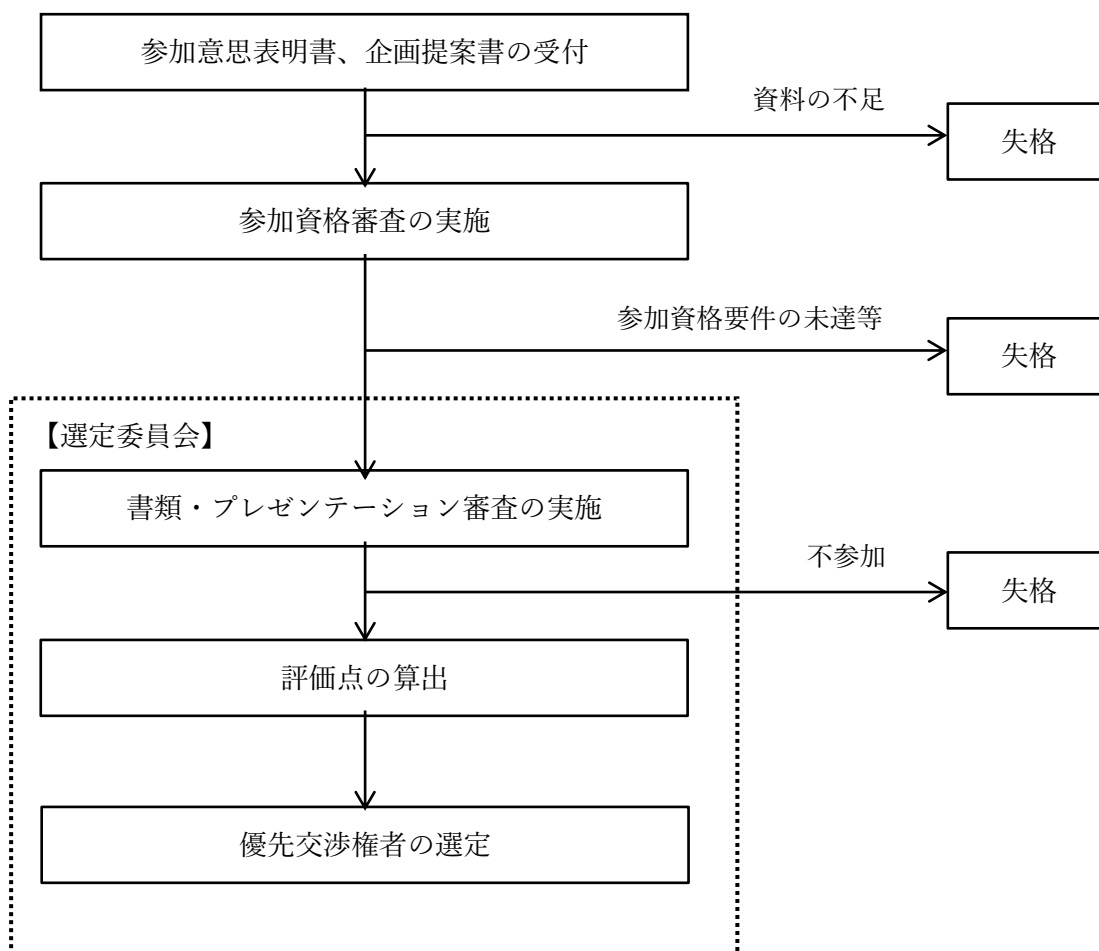 参加意思表明書、企画提案書の受付
資料の不足
失格
参加資格審査の実施
参加資格要件の未達等
失格
【選定委員会】
書類・プレゼンテーション審査の実施
不参加
失格
評価点の算出
優先交渉権者の選定